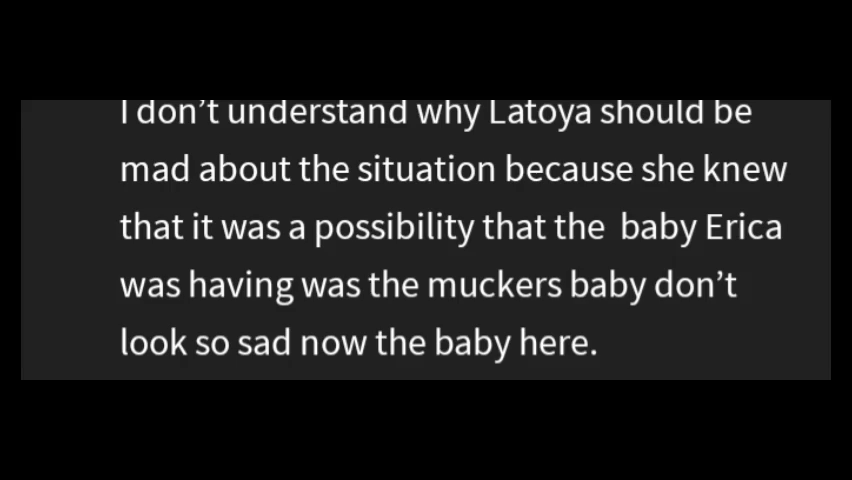 I don’t understand why Latoya should be
mad about the situation because she knew
that it was a possibility that the  baby Erica
was having was the muckers baby don’t
look so sad now the baby here.